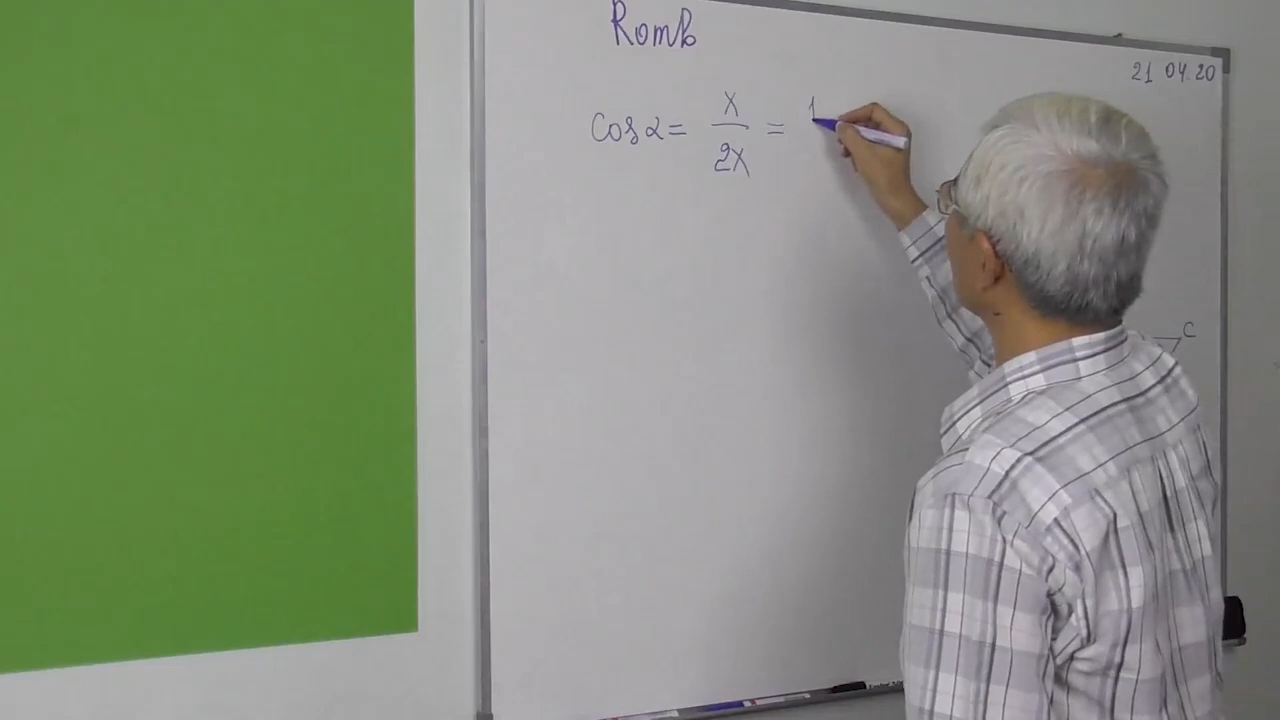 Romb
21 04.20
cos α = x/2x = 1
C